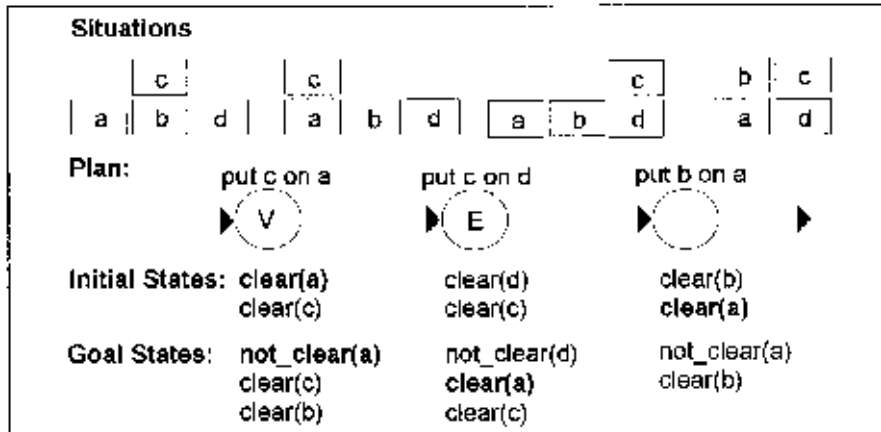 Situations
c c c b c
a b d a b d a b d a d
Plan:
put c on a put c on d put b on a
V E
Initial States: clear(a) clear(d) clear(b)
clear(c) clear(c) clear(a)
Goal States: not_clear(a) not_clear(d) not_clear(a)
clear(c) clear(a) clear(b)
clear(b) clear(c)